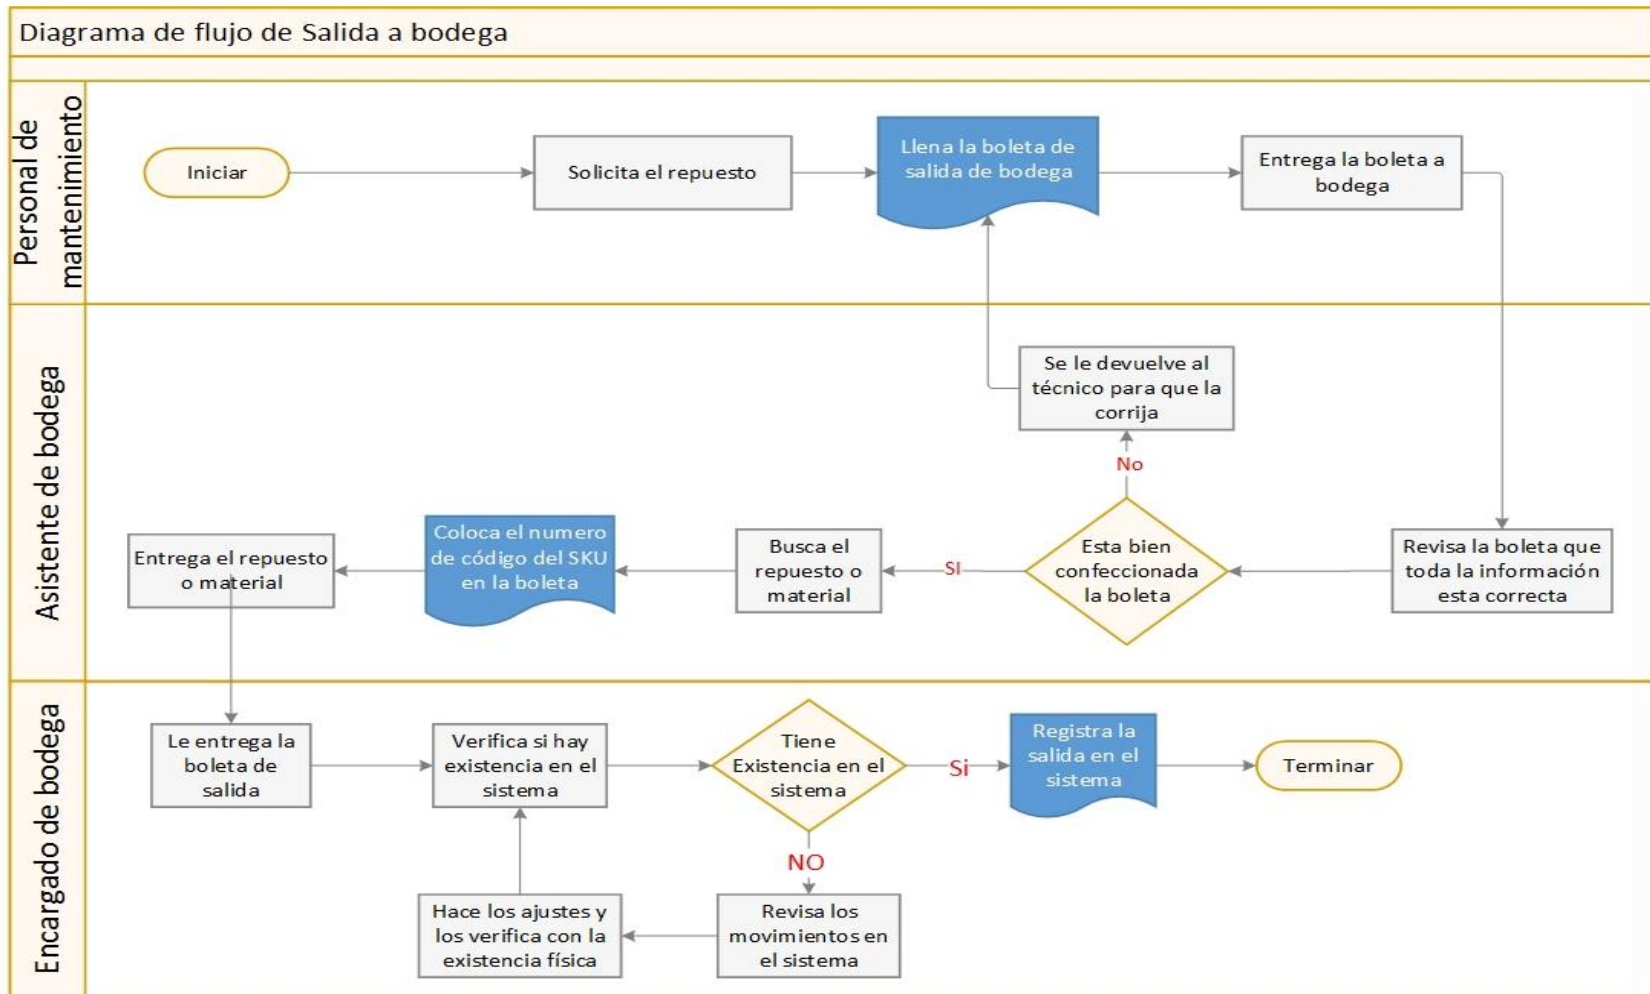 Diagrama de flujo de Salida a bodega
Personal de
mantenimiento
Iniciar
Solicita el repuesto
Llena la boleta de
salida de bodega
Entrega la boleta a
bodega
Asistente de bodega
Se le devuelve al
técnico para que la
corrija
No
Entrega el repuesto
o material
Coloca el numero
de código del SKU
en la boleta
Busca el
repuesto o
material
SI
Esta bien
confeccionada
la boleta
Revisa la boleta que
toda la información
esta correcta
Encargado de bodega
Le entrega la
boleta de
salida
Verifica si hay
existencia en el
sistema
Tiene
Existencia en el
sistema
Si
Registra la
salida en el
sistema
Terminar
NO
Hace los ajustes y
los verifica con la
existencia física
Revisa los
movimientos en
el sistema